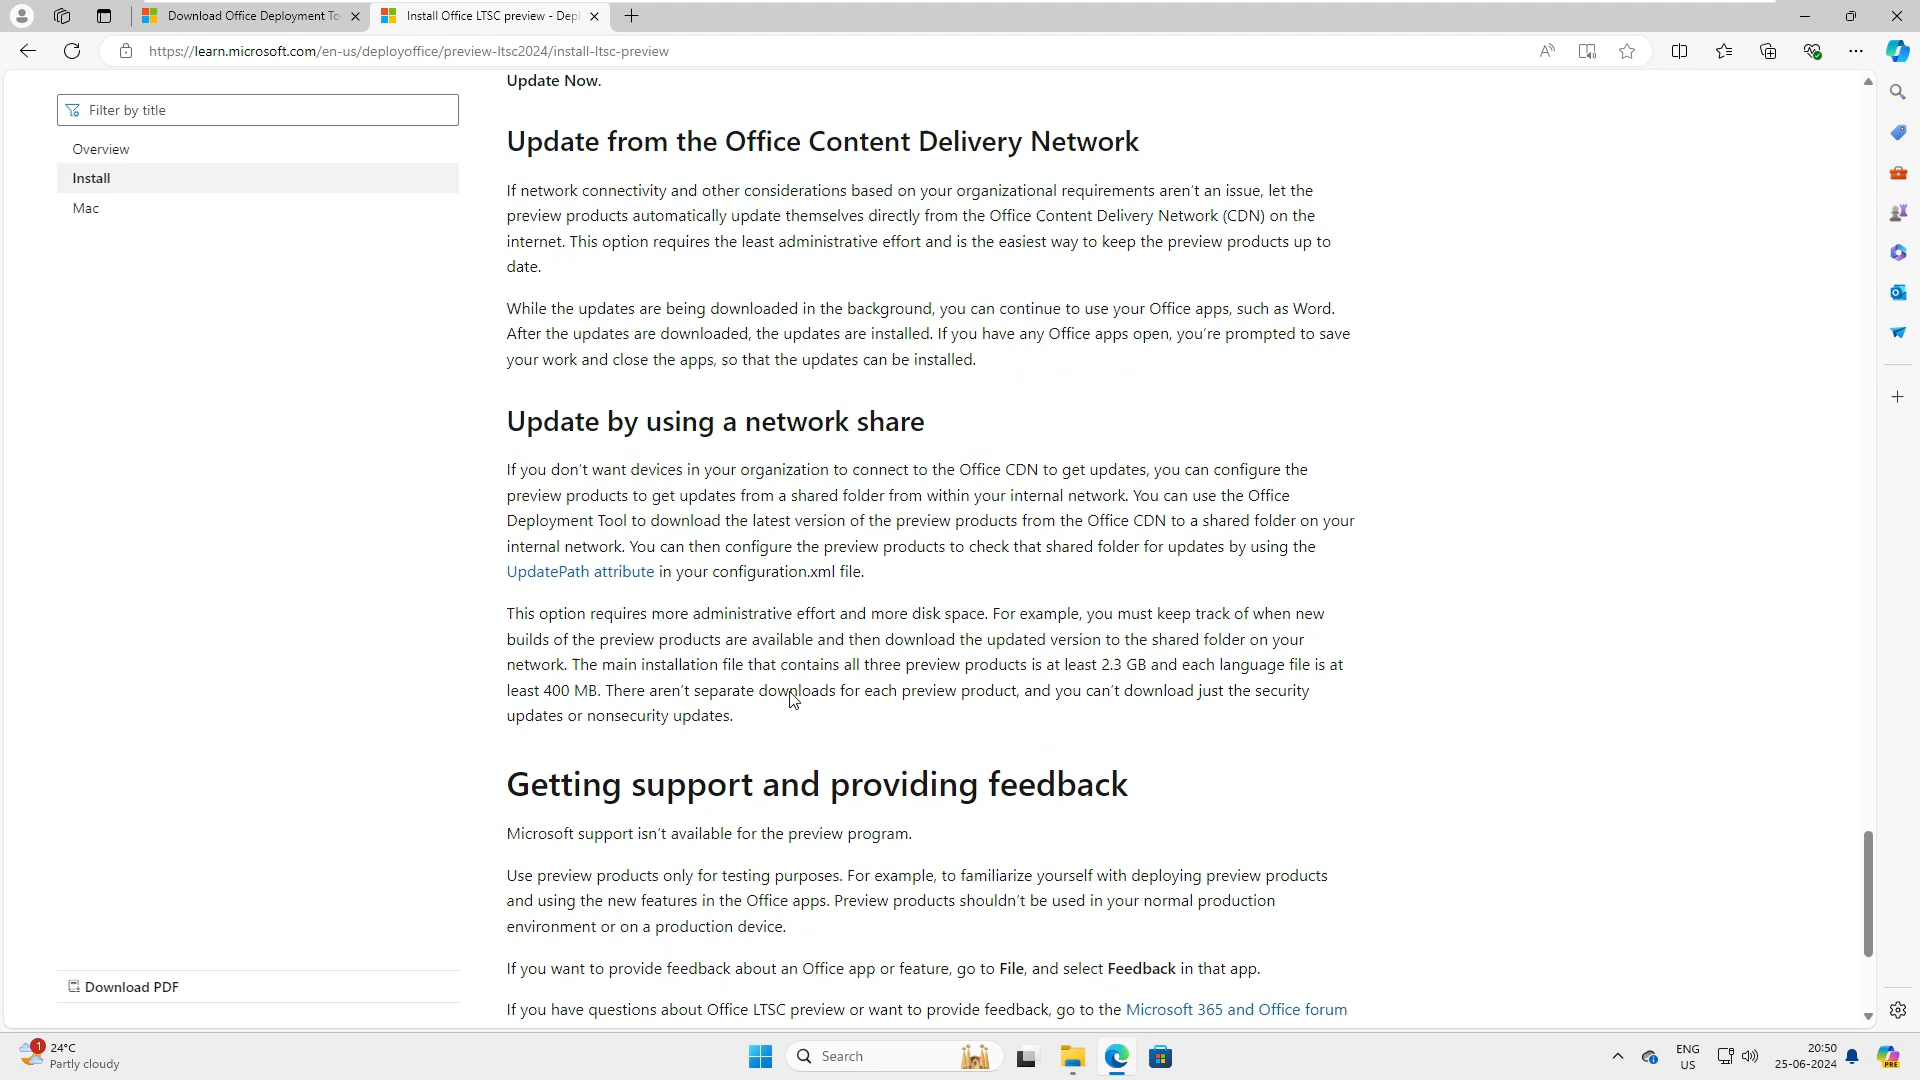 Download Office Deployment To
Install Office LTSC preview - Depl
https://learn.microsoft.com/en-us/deployoffice/preview-ltsc2024/install-ltsc-preview
Filter by title
Overview
Install
Mac
Download PDF
Update Now.
Update from the Office Content Delivery Network
If network connectivity and other considerations based on your organizational requirements aren't an issue, let the
preview products automatically update themselves directly from the Office Content Delivery Network (CDN) on the
internet. This option requires the least administrative effort and is the easiest way to keep the preview products up to
date.
While the updates are being downloaded in the background, you can continue to use your Office apps, such as Word.
After the updates are downloaded, the updates are installed. If you have any Office apps open, you're prompted to save
your work and close the apps, so that the updates can be installed.
Update by using a network share
If you don't want devices in your organization to connect to the Office CDN to get updates, you can configure the
preview products to get updates from a shared folder from within your internal network. You can use the Office
Deployment Tool to download the latest version of the preview products from the Office CDN to a shared folder on your
internal network. You can then configure the preview products to check that shared folder for updates by using the
UpdatePath attribute in your configuration.xml file.
This option requires more administrative effort and more disk space. For example, you must keep track of when new
builds of the preview products are available and then download the updated version to the shared folder on your
network. The main installation file that contains all three preview products is at least 2.3 GB and each language file is at
least 400 MB. There aren't separate downloads for each preview product, and you can't download just the security
updates or nonsecurity updates.
Getting support and providing feedback
Microsoft support isn't available for the preview program.
Use preview products only for testing purposes. For example, to familiarize yourself with deploying preview products
and using the new features in the Office apps. Preview products shouldn't be used in your normal production
environment or on a production device.
If you want to provide feedback about an Office app or feature, go to File, and select Feedback in that app.
If you have questions about Office LTSC preview or want to provide feedback, go to the Microsoft 365 and Office forum
1
24°C
Partly cloudy
Search
ENG
US
20:50
25-06-2024
PRE